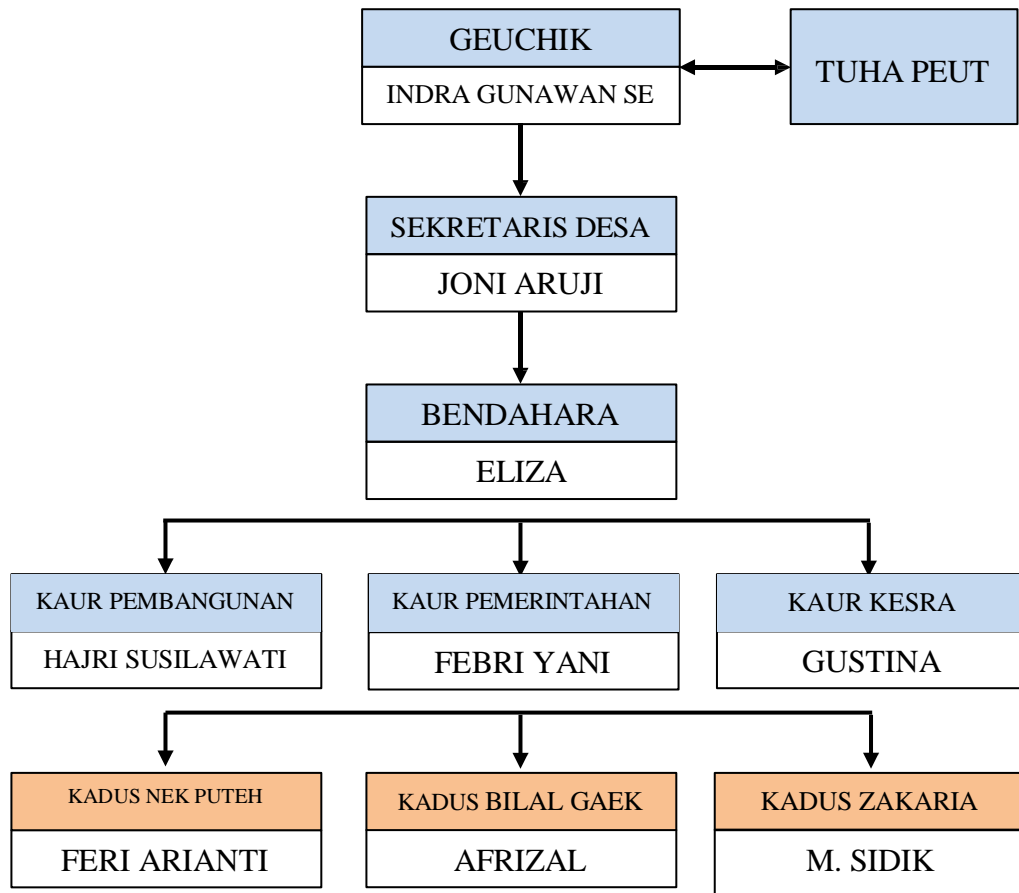 GEUCHIK
INDRA GUNAWAN SE
TUHA PEUT
SEKRETARIS DESA
JONI ARUJI
BENDAHARA
ELIZA
KAUR PEMBANGUNAN
HAJRI SUSILAWATI
KAUR PEMERINTAHAN
FEBRI YANI
KAUR KESRA
GUSTINA
KADUS NEK PUTEH
FERI ARIANTI
KADUS BILAL GAEK
AFRIZAL
KADUS ZAKARIA
M. SIDIK